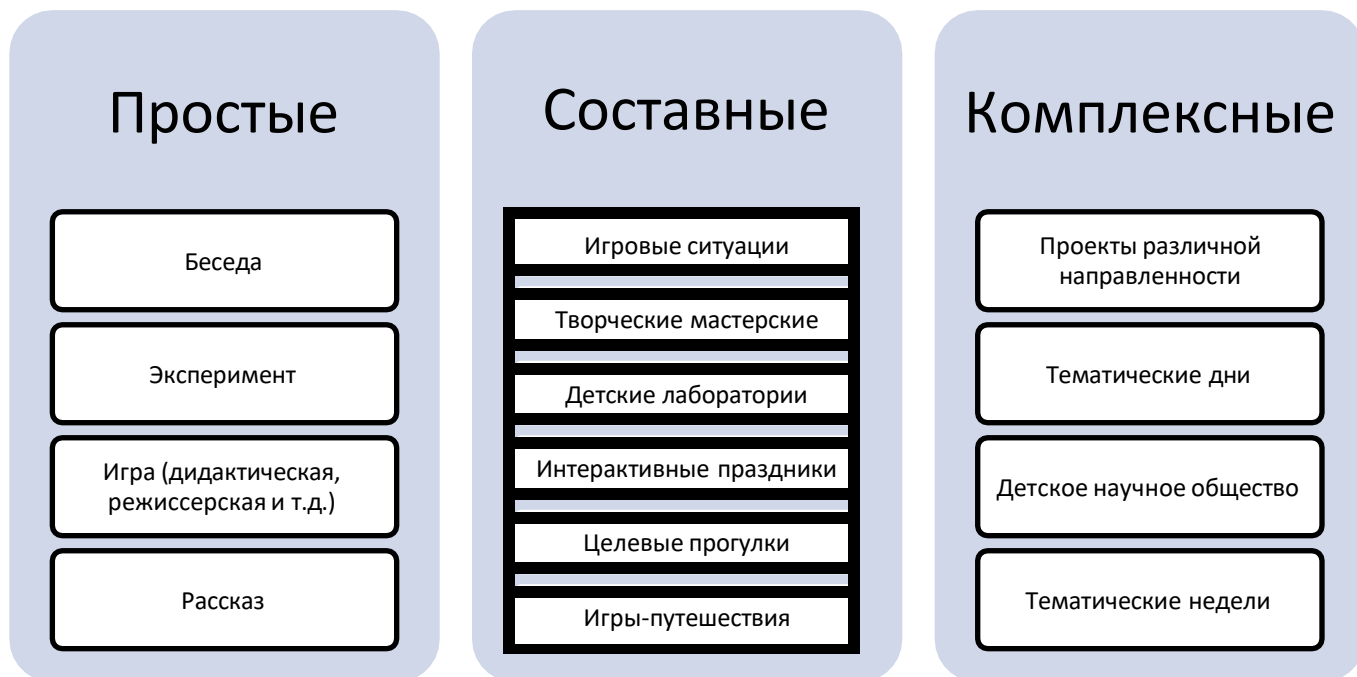 Простые
Беседа
Эксперимент
Игра (дидактическая,
режиссерская и т.д.)
Рассказ
Составные
Игровые ситуации
Творческие мастерские
Детские лаборатории
Интерактивные праздники
Целевые прогулки
Игры-путешествия
Комплексные
Проекты различной
направленности
Тематические дни
Детское научное общество
Тематические недели